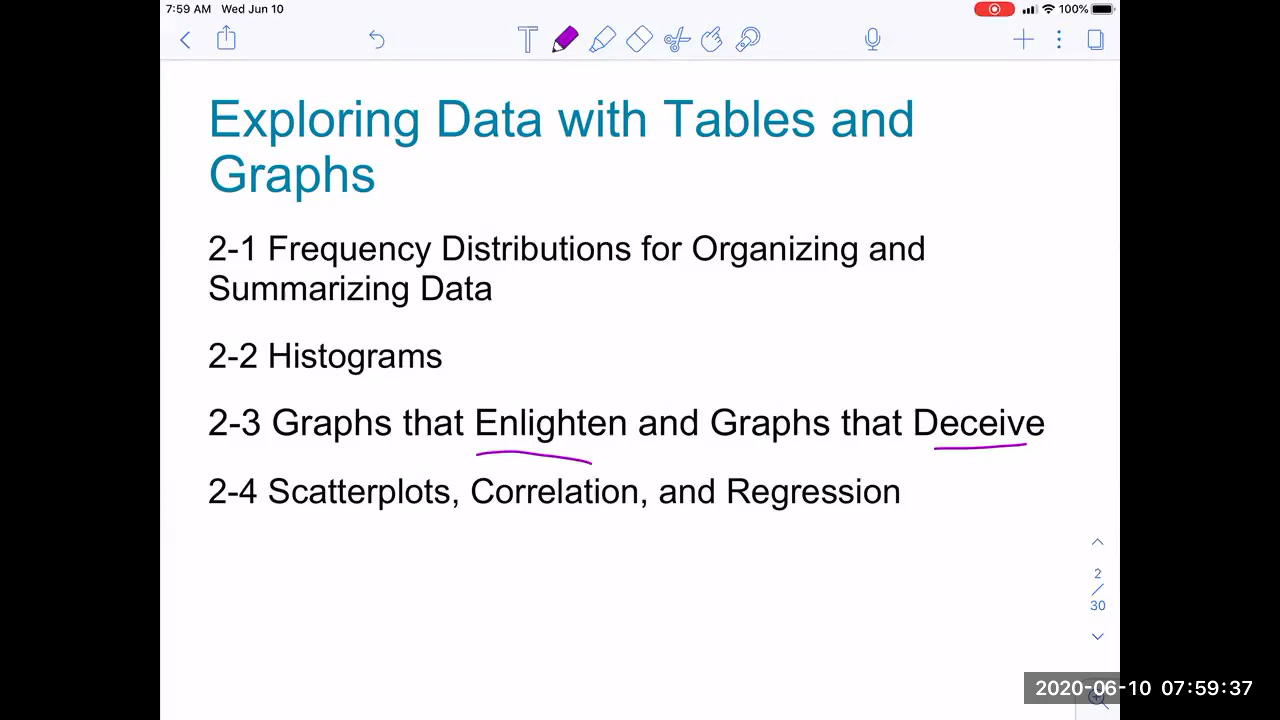 7:59 AM Wed Jun 10
100%
T
Exploring Data with Tables and
Graphs
2-1 Frequency Distributions for Organizing and
Summarizing Data
2-2 Histograms
2-3 Graphs that Enlighten and Graphs that Deceive
2-4 Scatterplots, Correlation, and Regression
2
/
30
2020-06-10 07:59:37